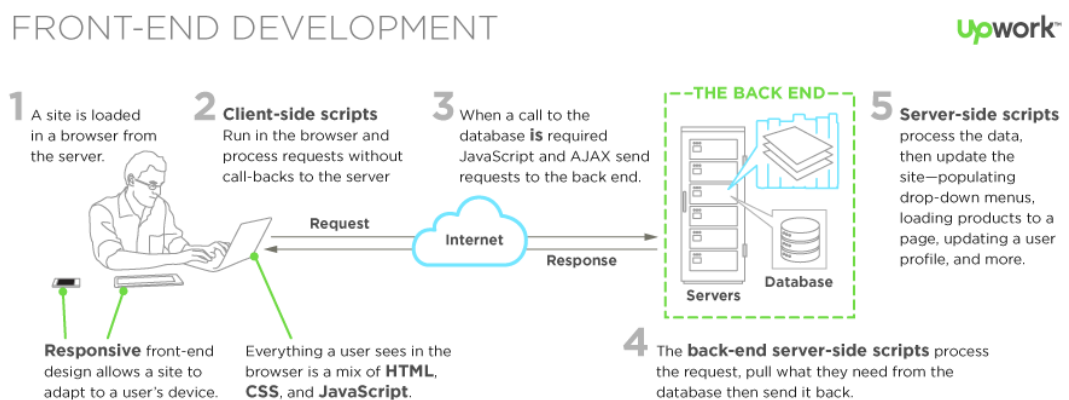 FRONT-END DEVELOPMENT
Upwork™
1
A site is loaded
in a browser from
the server.
2
Client-side scripts
Run in the browser and
process requests without
call-backs to the server
3
When a call to the
database is required
JavaScript and AJAX send
requests to the back end.
THE BACK END
5
Server-side scripts
process the data,
then update the
site—populating
drop-down menus,
loading products to a
page, updating a user
profile, and more.
Request
Internet
Response
Servers
Database
Responsive front-end
design allows a site to
adapt to a user's device.
Everything a user sees in the
browser is a mix of HTML,
CSS, and JavaScript.
4
The back-end server-side scripts process
the request, pull what they need from the
database then send it back.